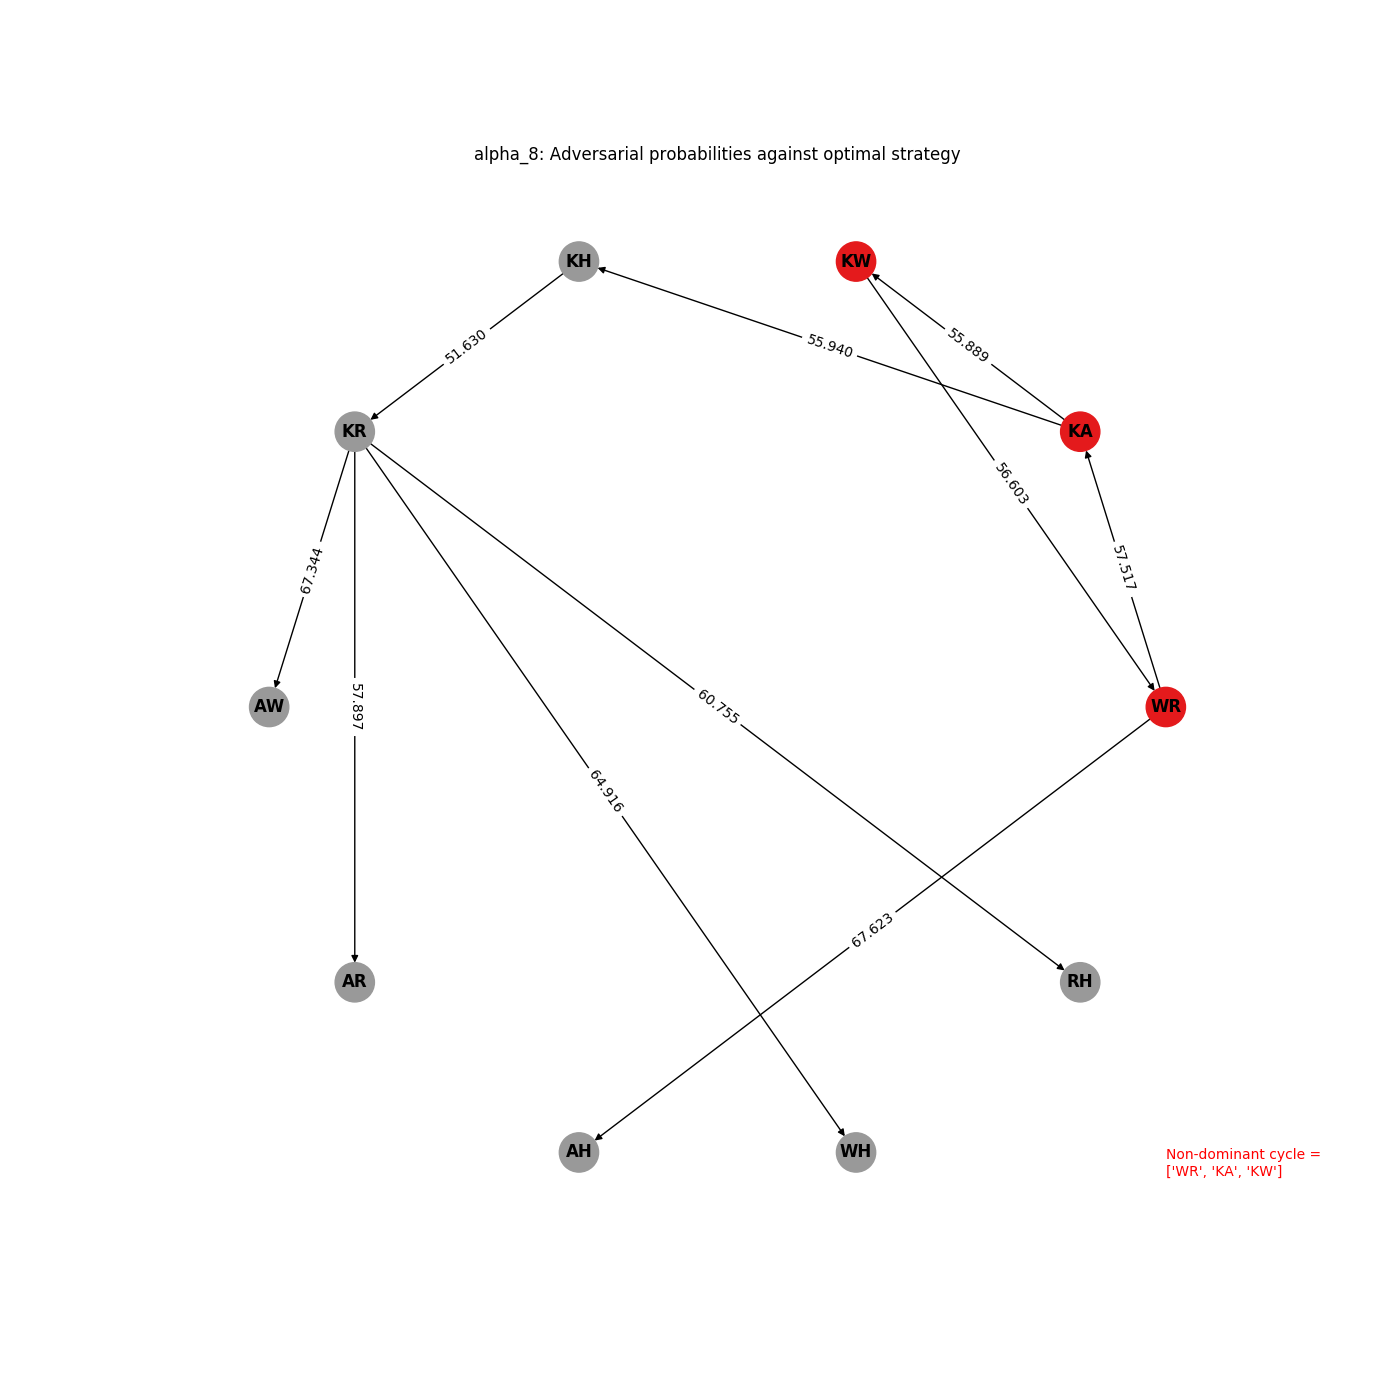 alpha_8: Adversarial probabilities against optimal strategy
KH
KW
51.630
55.940
55.889
KR
KA
56.603
67.344
57.517
AW
57.897
60.755
WR
64.916
67.623
AR
RH
AH
WH
Non-dominant cycle =
['WR', 'KA', 'KW']